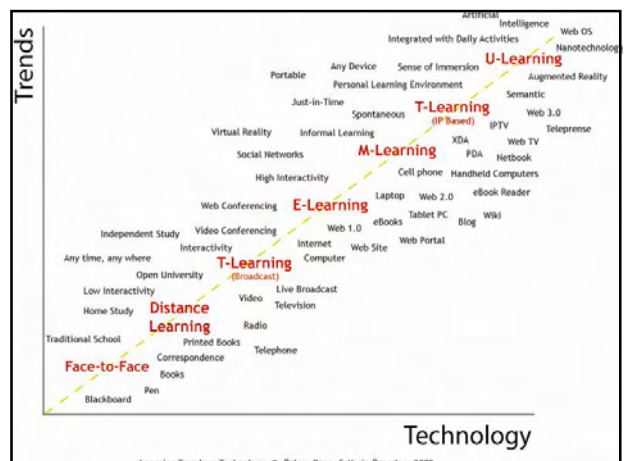 Trends
Artificial
Intelligence
Web OS
Integrated with Daily Activities
Nanotechnology
U-Learning
Any Device
Sense of Immersion
Portable
Augmented Reality
Personal Learning Environment
Semantic
Just-in-Time
T-Learning
(IP Based)
Spontaneous
Web 3.0
IPTV
Teleprense
Virtual Reality
Informal Learning
XDA
Web TV
M-Learning
Social Networks
PDA
Netbook
Cell phone
Handheld Computers
High Interactivity
eBook Reader
Laptop
Web 2.0
Web Conferencing
E-Learning
Tablet PC
Wiki
eBooks
Blog
Independent Study
Video Conferencing
Web 1.0
Web Portal
Interactivity
Internet
Web Site
Any time, any where
T-Learning
(Broadcast)
Computer
Open University
Low Interactivity
Live Broadcast
Video
Television
Home Study
Distance
Learning
Radio
Traditional School
Printed Books
Telephone
Correspondence
Face-to-Face
Books
Pen
Blackboard
Technology